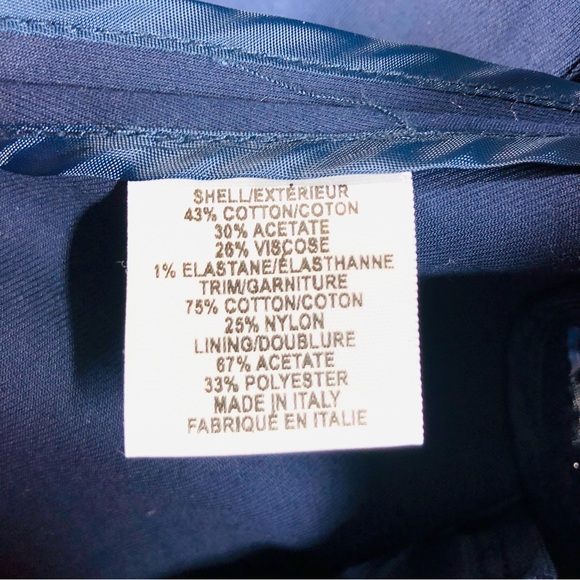 SHELL/EXTÉRIEUR
43% COTTON/COTON
30% ACETATE
26% VISCOSE
1% ELASTANE/ÉLASTHANNE
TRIM/GARNITURE
75% COTTON/COTON
25% NYLON
LINING/DOUBLURE
67% ACETATE
33% POLYESTER
MADE IN ITALY
FABRIQUÉ EN ITALIE